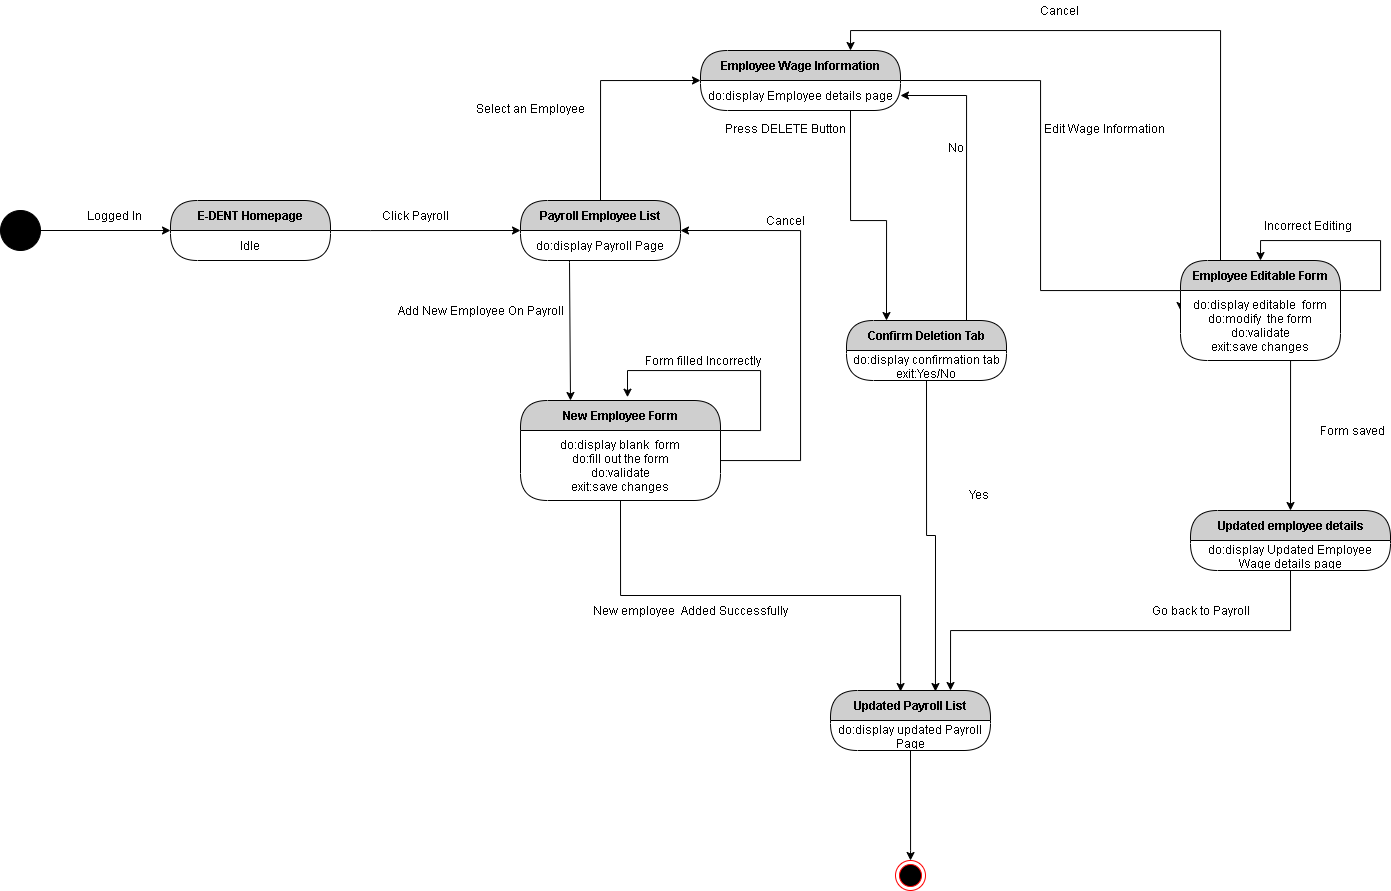 Cancel
Employee Wage Information
do:display Employee details page
Select an Employee
Press DELETE Button
Edit Wage Information
No
Logged In
E-DENT Homepage
Idle
Click Payroll
Payroll Employee List
do:display Payroll Page
Cancel
Incorrect Editing
Employee Editable Form
do:display editable form
do:modify the form
do:validate
exit:save changes
Add New Employee On Payroll
Confirm Deletion Tab
do:display confirmation tab
exit:Yes/No
Form filled Incorrectly
New Employee Form
do:display blank form
do:fill out the form
do:validate
exit:save changes
Form saved
Yes
Updated employee details
do:display Updated Employee
Wage details page
New employee Added Successfully
Go back to Payroll
Updated Payroll List
do:display updated Payroll
Page